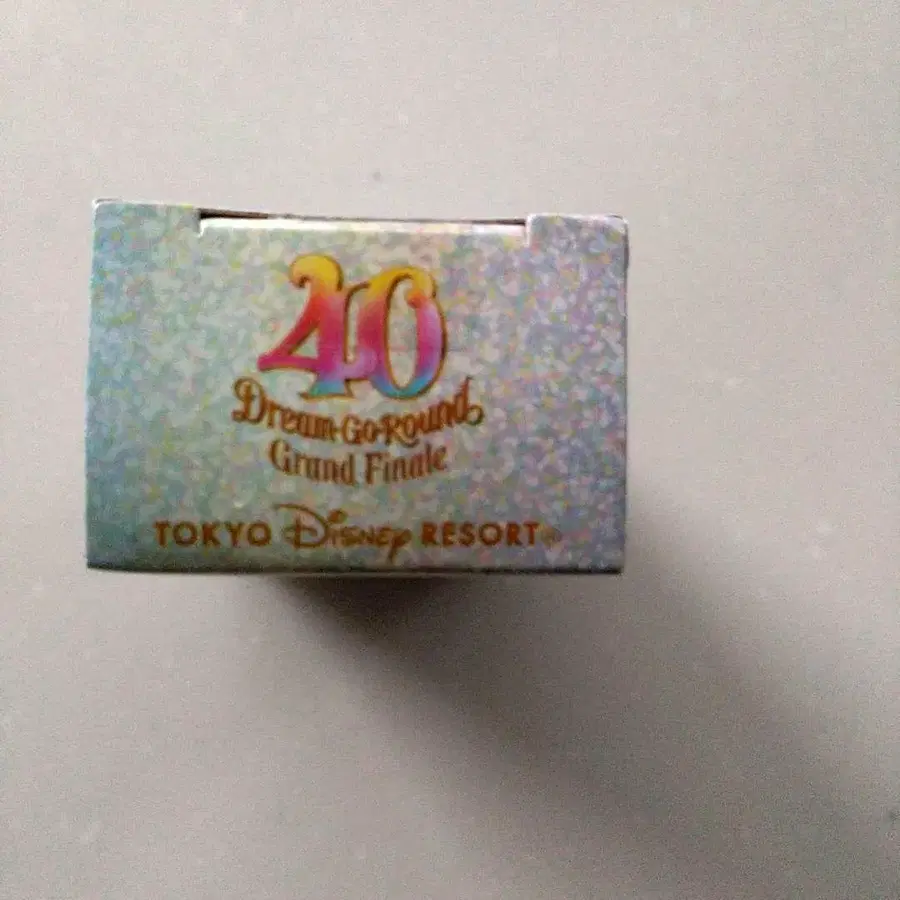 40
Dream-Go-Round
Grand Finale
TOKYO Disney RESORT®